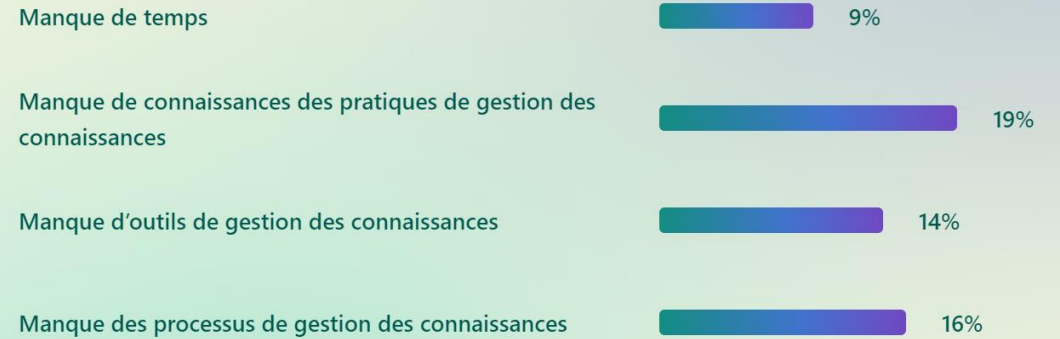 Manque de temps
9%
Manque de connaissances des pratiques de gestion des
connaissances
19%
Manque d’outils de gestion des connaissances
14%
Manque des processus de gestion des connaissances
16%